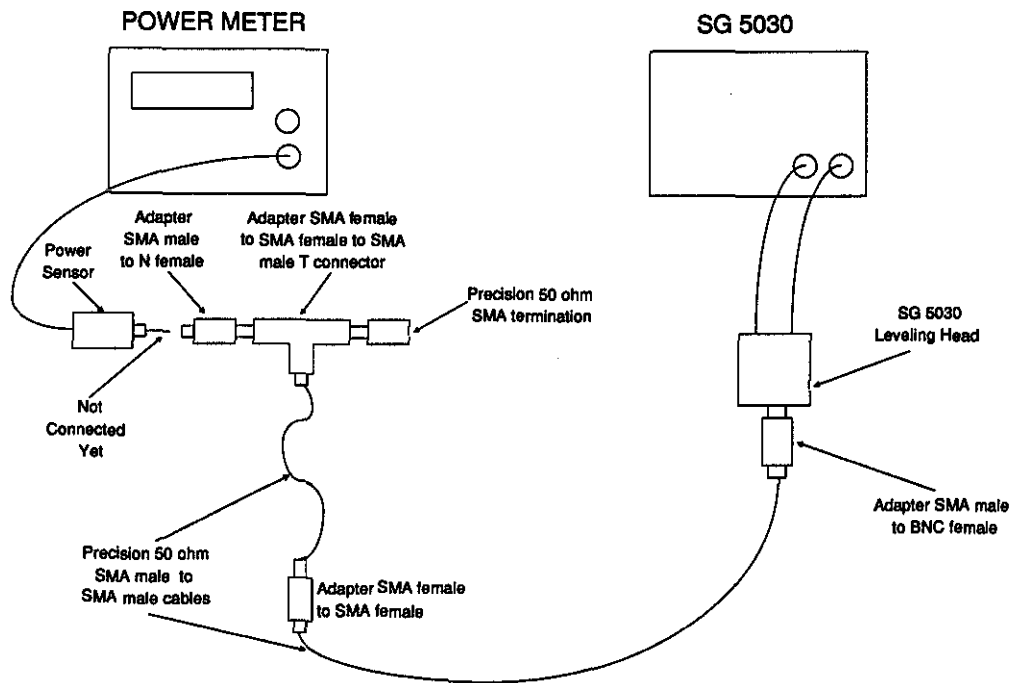 POWER METER
SG 5030
Adapter
SMA male
to N female
Adapter SMA female
to SMA female to SMA
male T connector
Power
Sensor
Precision 50 ohm
SMA termination
SG 5030
Leveling Head
Not
Connected
Yet
Adapter SMA male
to BNC female
Precision 50 ohm
SMA male to
SMA male cables
Adapter SMA female
to SMA female